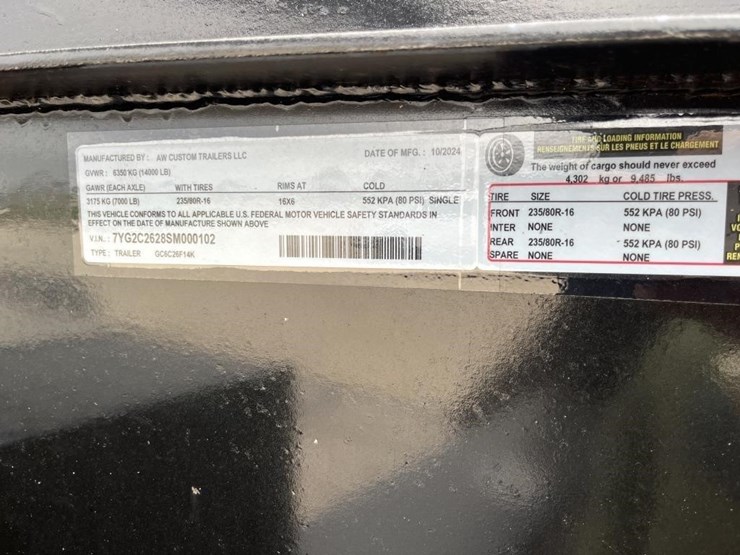 MANUFACTURED BY: AW CUSTOM TRAILERS LLC DATE OF MFG.: 10/2024
GVWR: 6350 KG (14000 LB)
GAWR (EACH AXLE) WITH TIRES RIMS AT COLD
3175 KG (7000 LB) 235/80R-16 16X6 552 KPA (80 PSI) SINGLE
THIS VEHICLE CONFORMS TO ALL APPLICABLE U.S. FEDERAL MOTOR VEHICLE SAFETY STANDARDS IN
EFFECT ON THE DATE OF MANUFACTURE SHOWN ABOVE
V.I.N.: 7YG2C2628SM000102
TYPE: TRAILER GC8C26F14K
TIRE AND LOADING INFORMATION
RENSEIGNEMENTS SUR LES PNEUS ET LE CHARGEMENT
The weight of cargo should never exceed
4,302 kg or 9,485 lbs.
TIRE SIZE COLD TIRE PRESS.
FRONT 235/80R-16 552 KPA (80 PSI)
INTER NONE NONE
REAR 235/80R-16 552 KPA (80 PSI)
SPARE NONE NONE